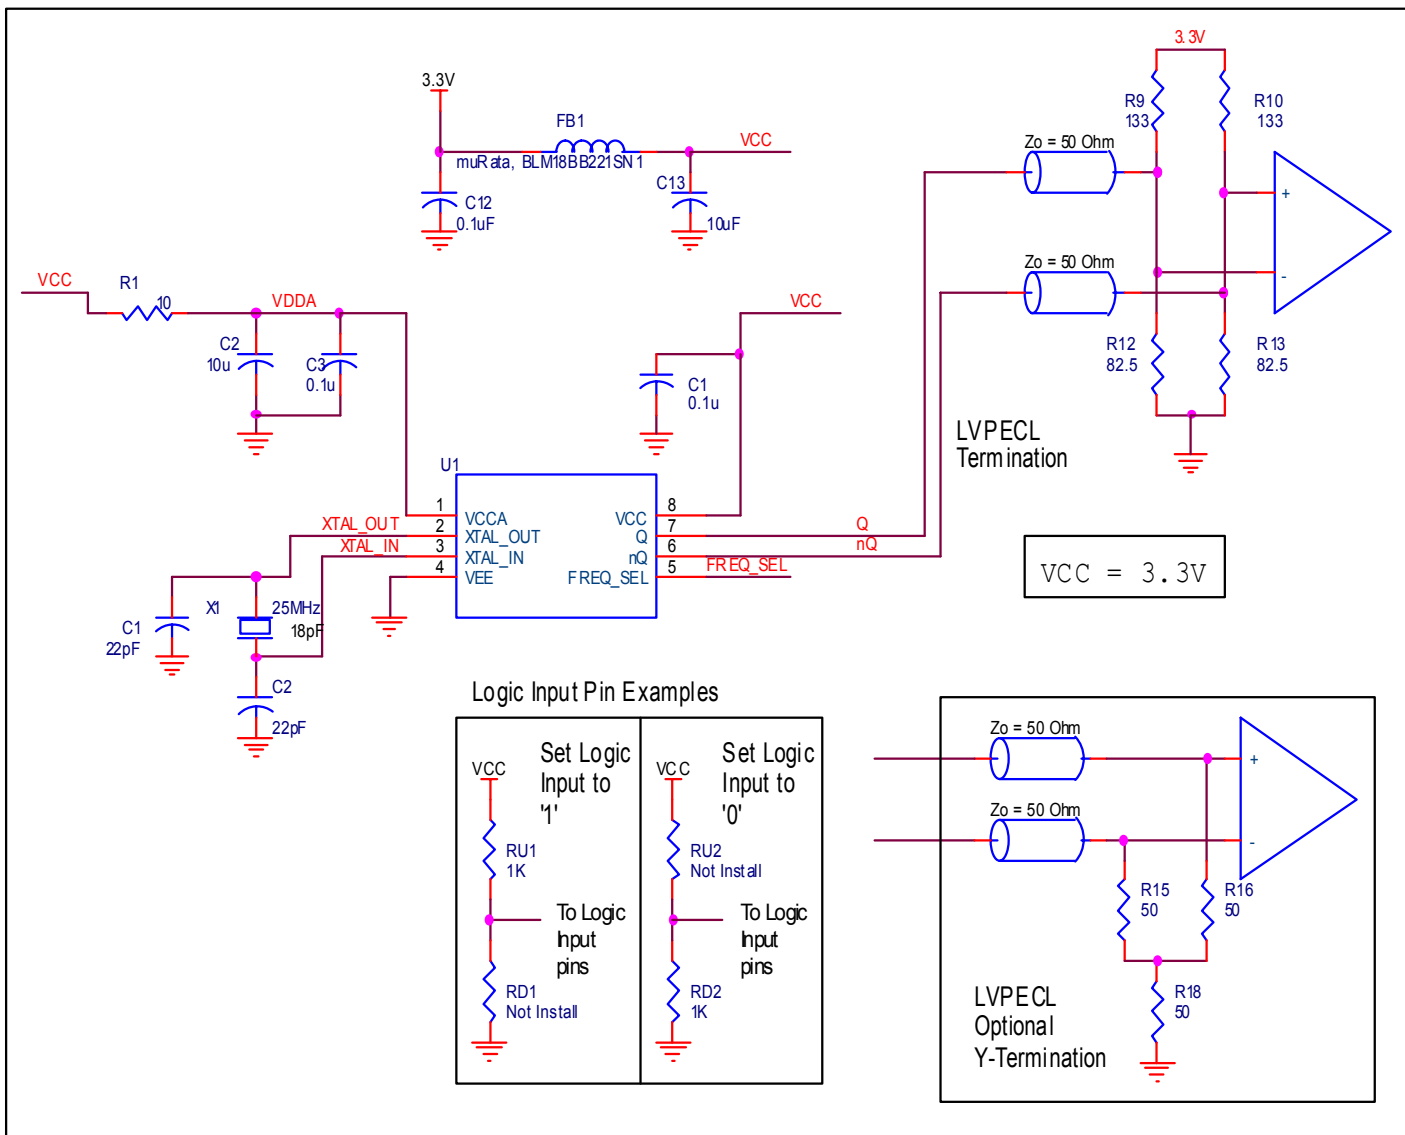 3.3V
FB1
muRata, BLM18BB221SN1
VCC
C12
0.1uF
C13
10uF
3.3V
R9
133
R10
133
Zo = 50 Ohm
+
Zo = 50 Ohm
-
R12
82.5
R13
82.5
LVPECL
Termination
VCC
R1
10
VDDA
C2
10u
C3
0.1u
VCC
C1
0.1u
U1
1
VCCA
2
XTAL_OUT
3
XTAL_IN
4
VEE
VCC
8
Q
7
nQ
6
FREQ_SEL
5
XTAL_OUT
XTAL_IN
Q
nQ
FREQ_SEL
VCC = 3.3V
X1
25MHz
18pF
C1
22pF
C2
22pF
Logic Input Pin Examples
VCC
Set Logic
Input to
'1'
RU1
1K
To Logic
Input
pins
RD1
Not Install
VCC
Set Logic
Input to
'0'
RU2
Not Install
To Logic
Input
pins
RD2
1K
Zo = 50 Ohm
+
Zo = 50 Ohm
-
R15
50
R16
50
R18
50
LVPECL
Optional
Y-Termination